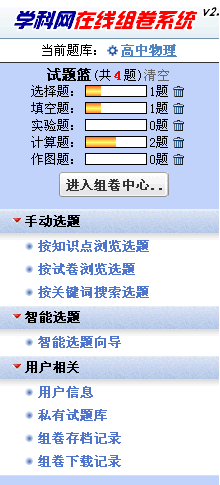 学科网在线组卷系统 v2.
当前题库： 高中物理
试题篮 (共 4 题) 清空
选择题： 1题
填空题： 1题
实验题： 0题
计算题： 2题
作图题： 0题
进入组卷中心..
手动选题
按知识点浏览选题
按试卷浏览选题
按关键词搜索选题
智能选题
智能选题向导
用户相关
用户信息
私有试题库
组卷存档记录
组卷下载记录